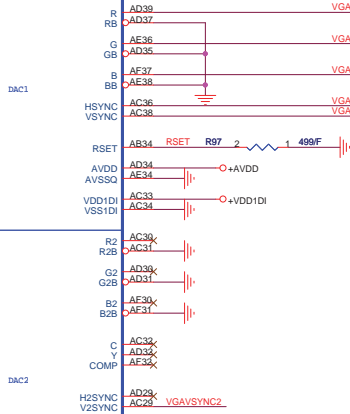 R AD39 VGA
RB AD37
G AE36 VGA
GB AD35
B AF37 VGA
BB AE38
DAC1
HSYNC AC36 VGA
VSYNC AC38 VGA
RSET AB34 RSET R97 2 1 499/F
AVDD AD34 +AVDD
AVSSQ AE34
VDD1DI AC33 +VDD1DI
VSS1DI AC34
R2 AC30
R2B AC31
G2 AD30
G2B AD31
B2 AF30
B2B AF31
C AC32
Y AD32
COMP AF32
DAC2
H2SYNC AD29
V2SYNC AC29 VGAVSYNC2